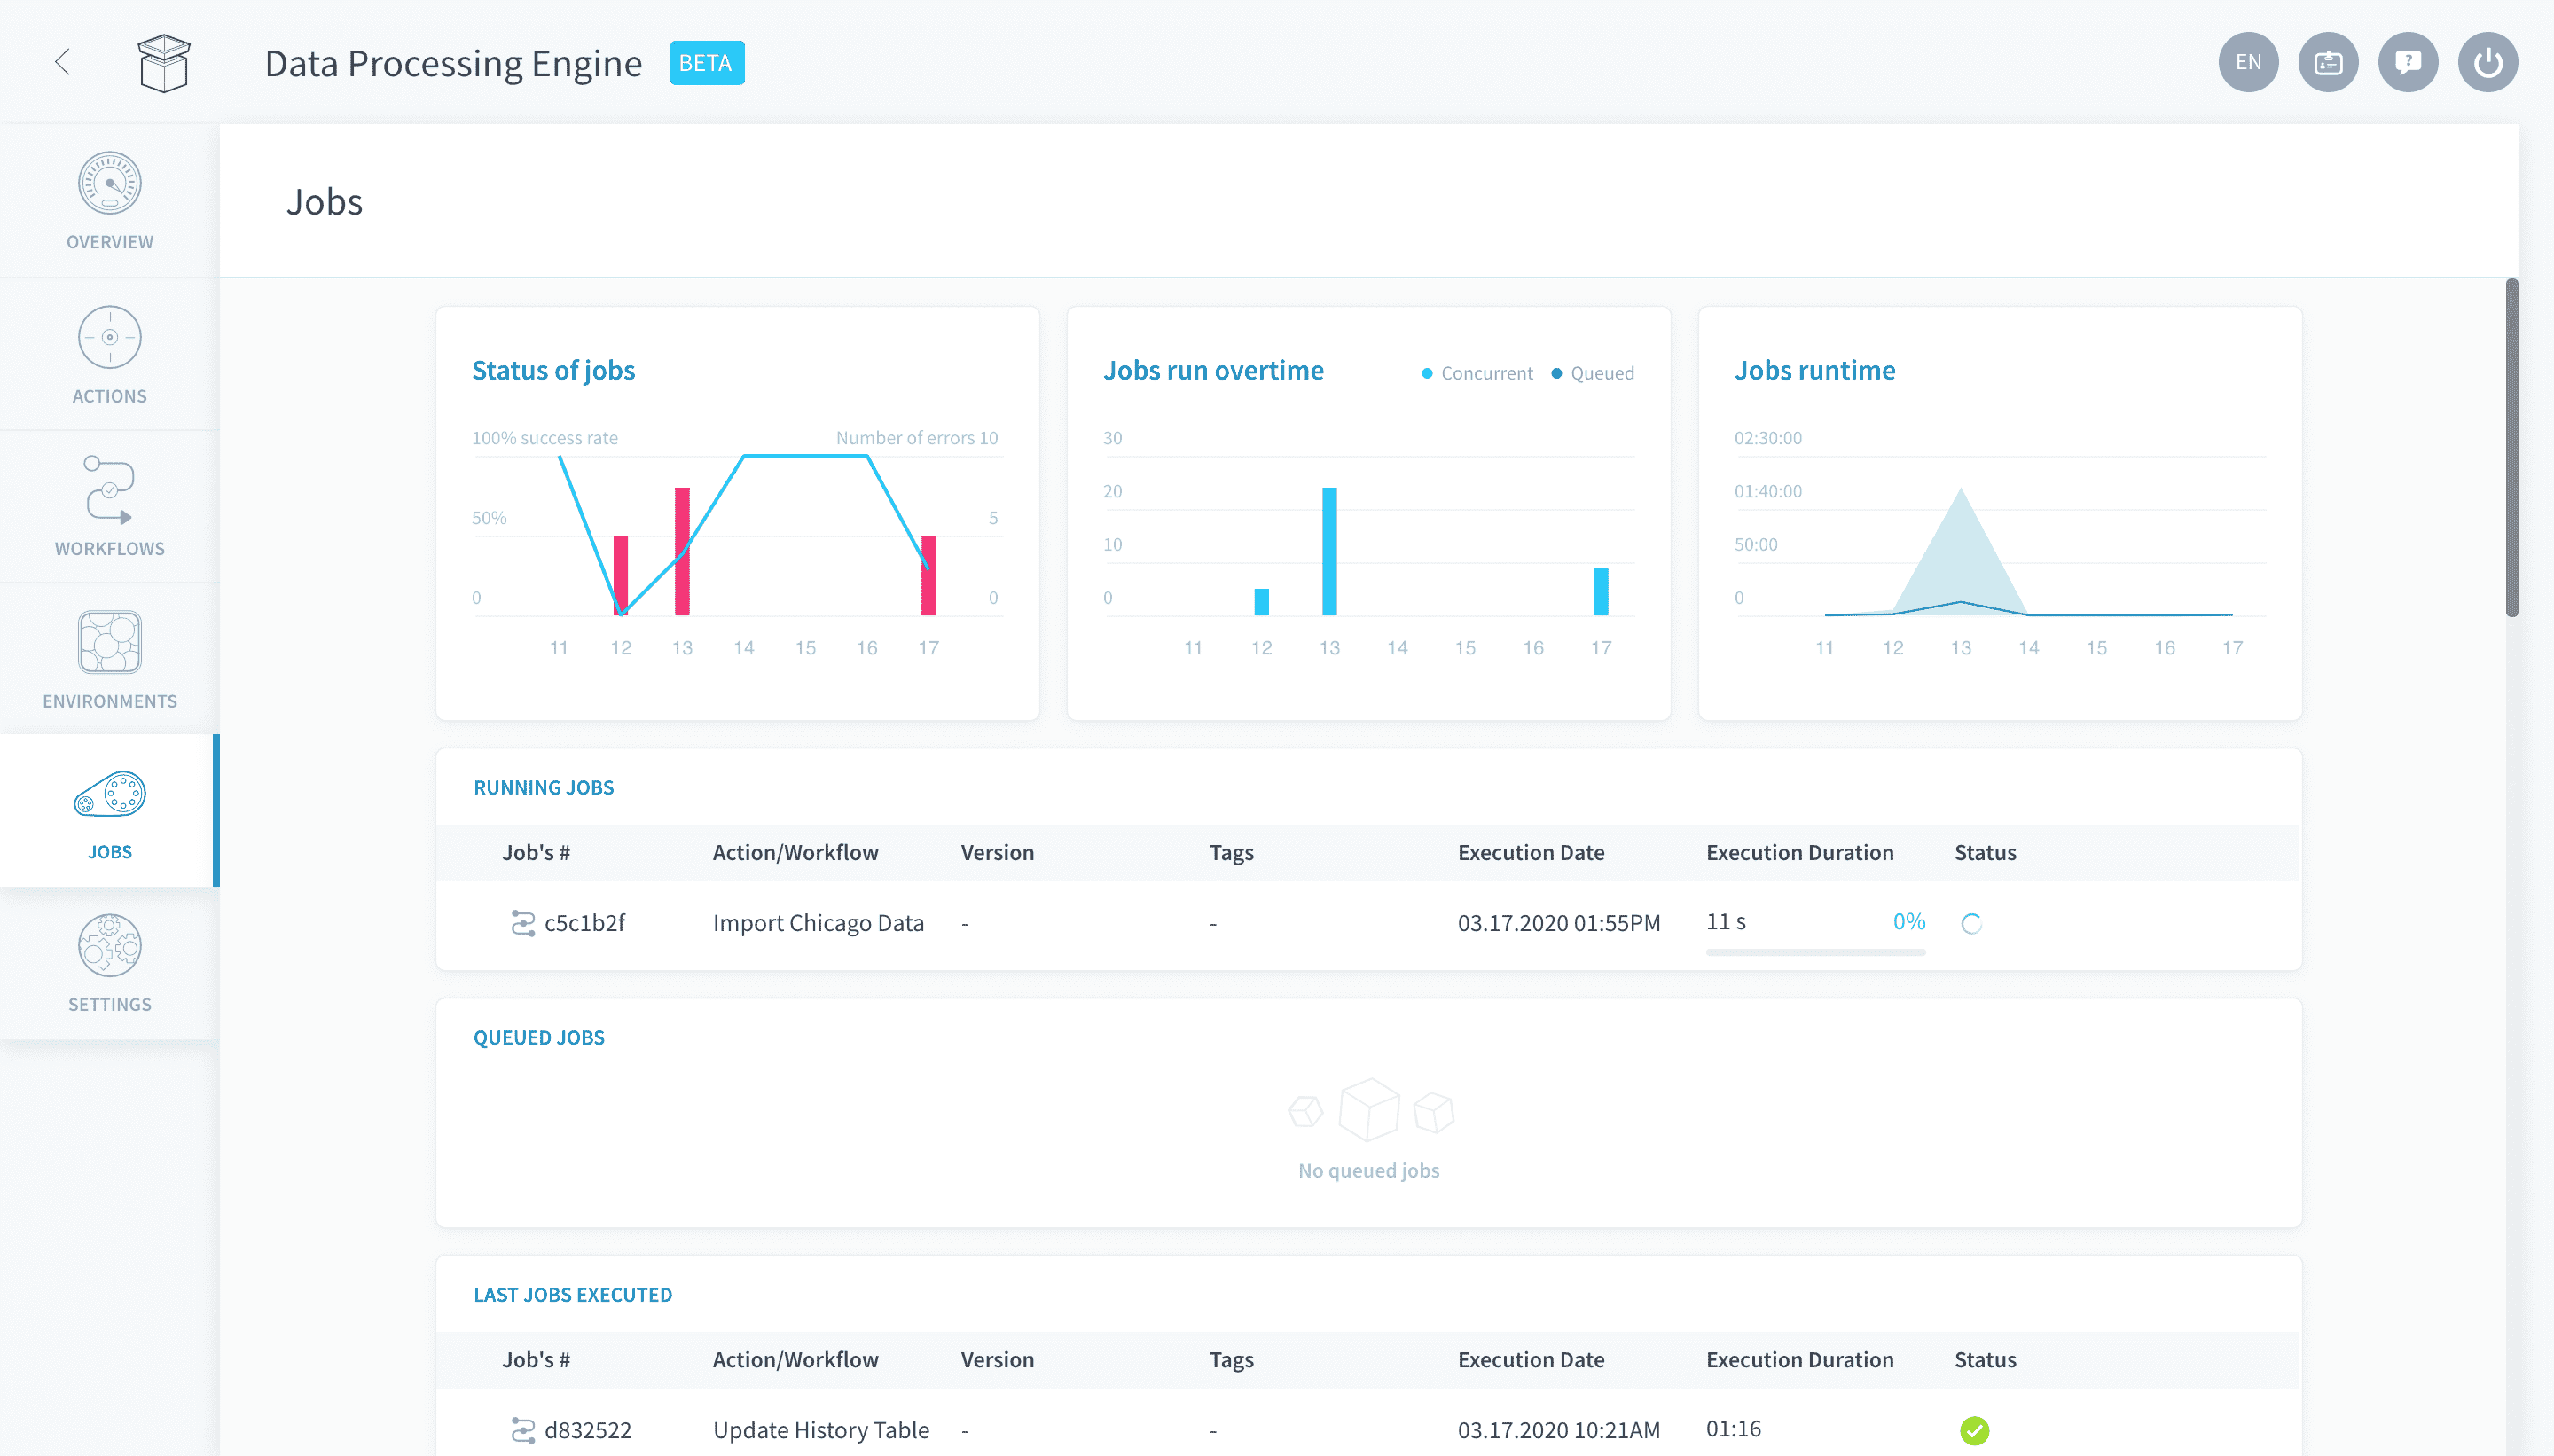 Data Processing Engine BETA
EN
OVERVIEW
ACTIONS
WORKFLOWS
ENVIRONMENTS
JOBS
SETTINGS
Jobs
Status of jobs
100% success rate Number of errors 10
50% 5
0 0
11 12 13 14 15 16 17
Jobs run overtime Concurrent Queued
30
20
10
0
11 12 13 14 15 16 17
Jobs runtime
02:30:00
01:40:00
50:00
0
11 12 13 14 15 16 17
RUNNING JOBS
Job's # Action/Workflow Version Tags Execution Date Execution Duration Status
c5c1b2f Import Chicago Data - - 03.17.2020 01:55PM 11 s 0%
QUEUED JOBS
No queued jobs
LAST JOBS EXECUTED
Job's # Action/Workflow Version Tags Execution Date Execution Duration Status
d832522 Update History Table - - 03.17.2020 10:21AM 01:16